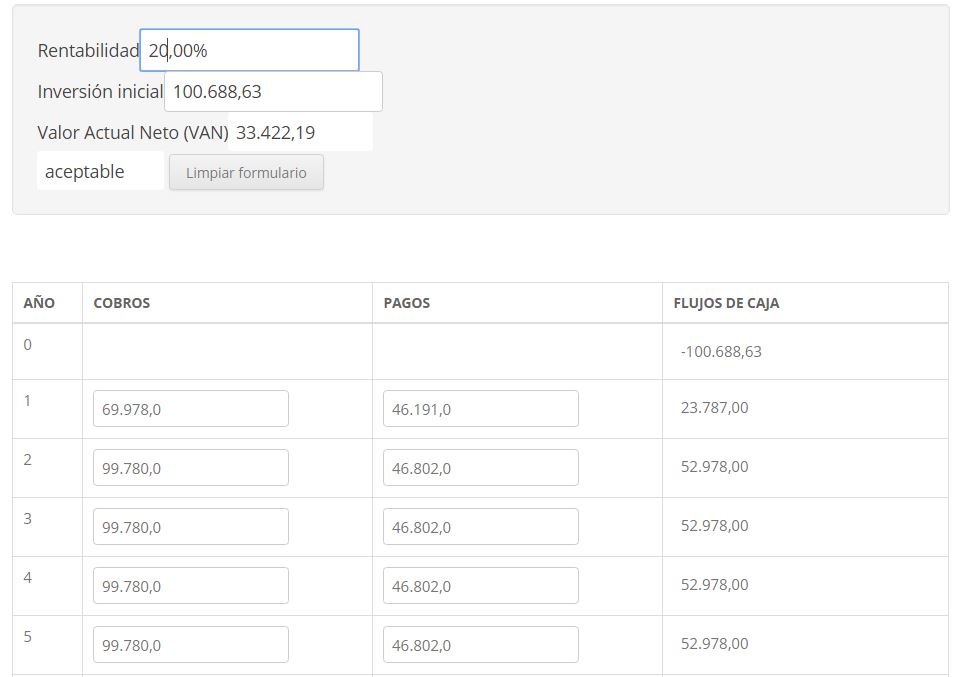 Rentabilidad 20,00%
Inversión inicial 100.688,63
Valor Actual Neto (VAN) 33.422,19
aceptable Limpiar formulario
AÑO COBROS PAGOS FLUJOS DE CAJA
0 -100.688,63
1 69.978,0 46.191,0 23.787,00
2 99.780,0 46.802,0 52.978,00
3 99.780,0 46.802,0 52.978,00
4 99.780,0 46.802,0 52.978,00
5 99.780,0 46.802,0 52.978,00